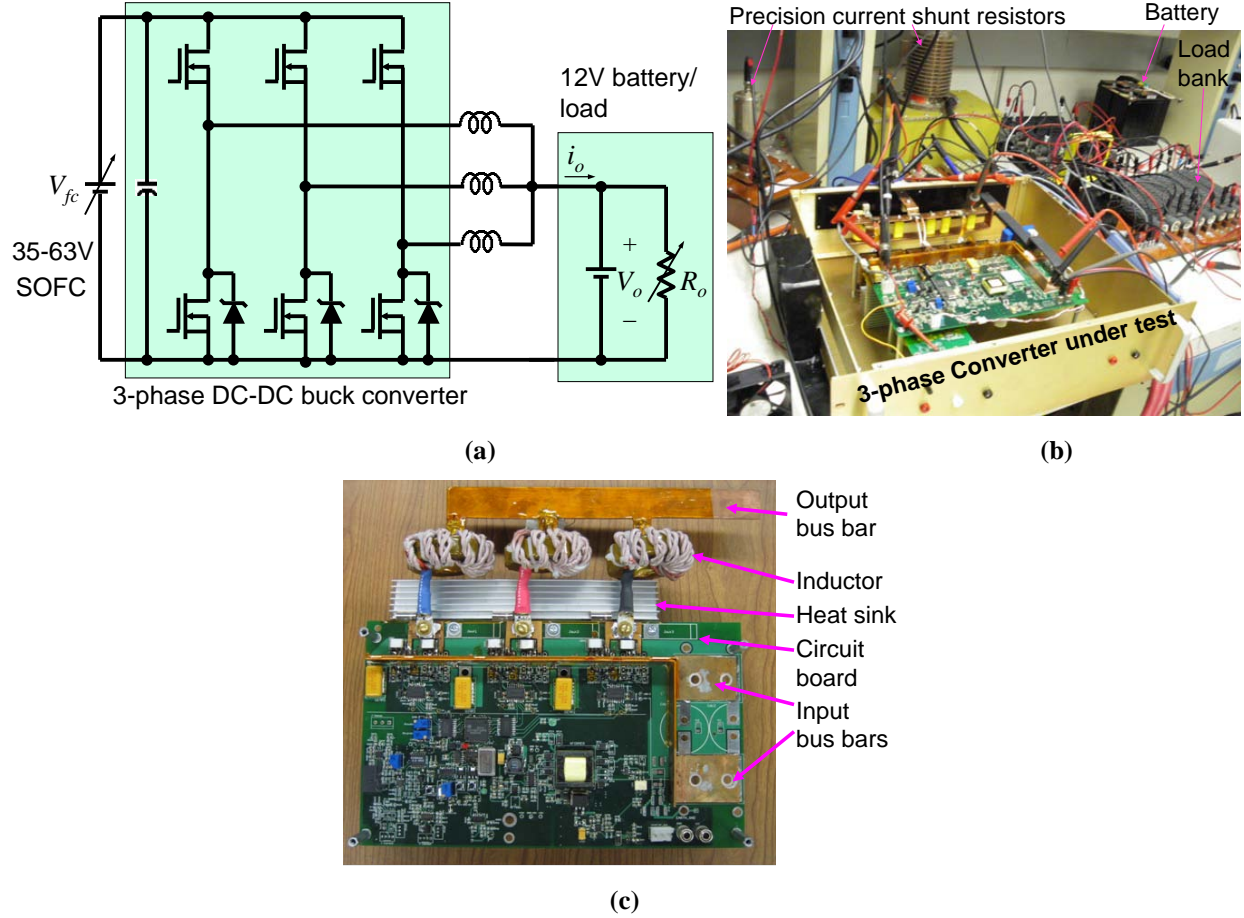 12V battery/
load
i_o
V_fc
35-63V
SOFC
+
V_o
R_o
−
3-phase DC-DC buck converter
(a)
Precision current shunt resistors
Battery
Load
bank
3-phase Converter under test
(b)
Output
bus bar
Inductor
Heat sink
Circuit
board
Input
bus bars
(c)